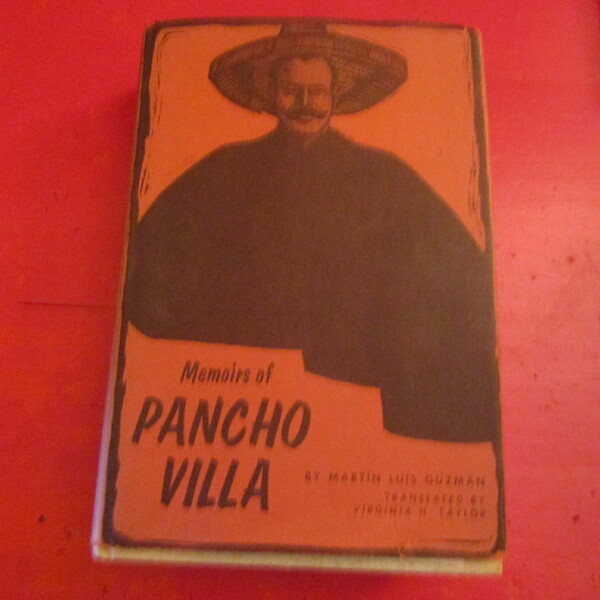 Memoirs of
PANCHO
VILLA
BY MARTÍN LUIS GUZMÁN
TRANSLATED BY
VIRGINIA H. TAYLOR